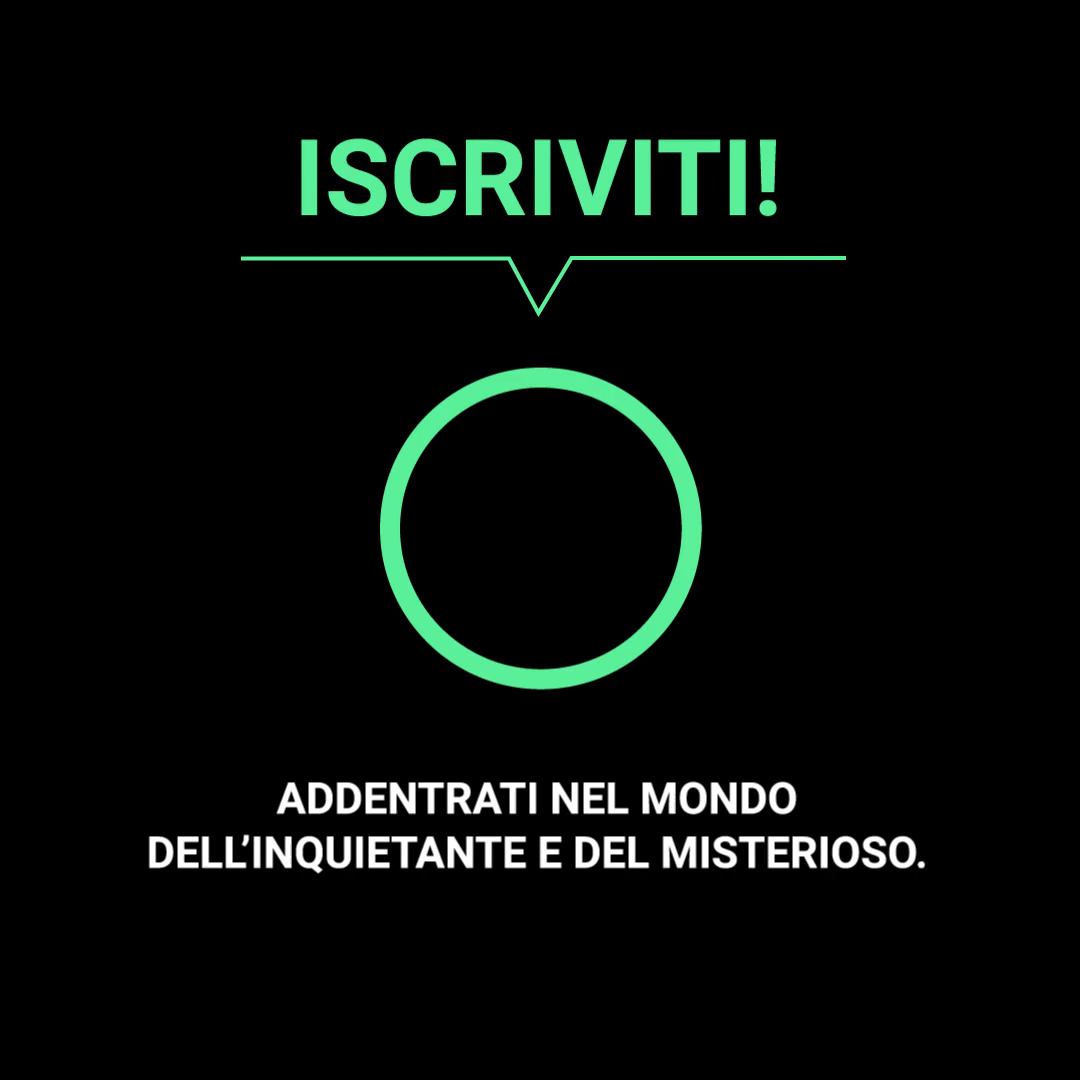 ISCRIVITI!
ADDENTRATI NEL MONDO
DELL’INQUIETANTE E DEL MISTERIOSO.